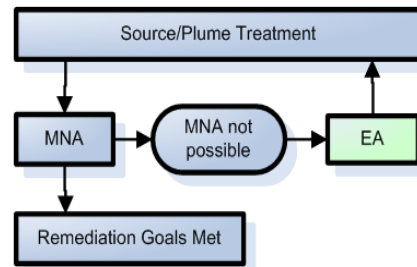 Source/Plume Treatment
MNA
MNA not
possible
EA
Remediation Goals Met